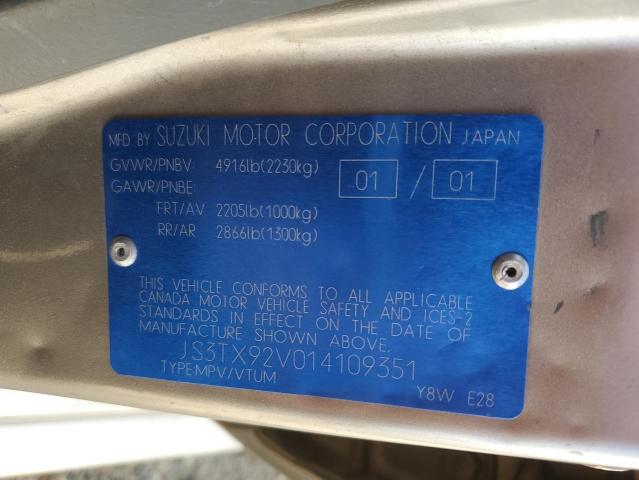 MFD BY SUZUKI MOTOR CORPORATION JAPAN
GVWR/PNBV: 4916lb(2230kg)
GAWR/PNBE: 01 / 01
FRT/AV 2205lb(1000kg)
RR/AR 2866lb(1300kg)
THIS VEHICLE CONFORMS TO ALL APPLICABLE
CANADA MOTOR VEHICLE SAFETY AND ICES-2
STANDARDS IN EFFECT ON THE DATE OF
MANUFACTURE SHOWN ABOVE.
JS3TX92V014109351
TYPE:MPV/VTUM
Y8W E28